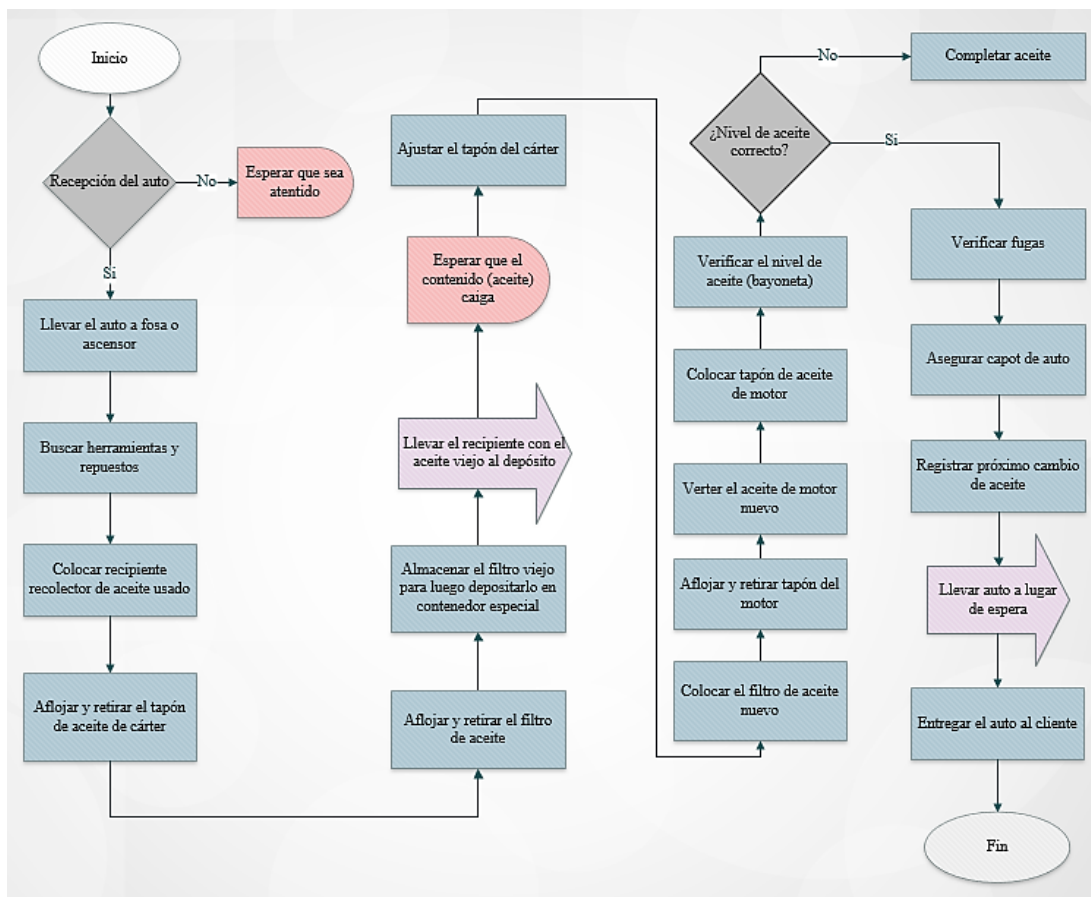 Inicio
Recepción del auto
No
Esperar que sea
atentido
Si
Llevar el auto a fosa o
ascensor
Buscar herramientas y
repuestos
Colocar recipiente
recolector de aceite usado
Aflojar y retirar el tapón
de aceite de cárter
Aflojar y retirar el filtro
de aceite
Almacenar el filtro viejo
para luego depositarlo en
contenedor especial
Llevar el recipiente con el
aceite viejo al depósito
Esperar que el
contenido (aceite)
caiga
Ajustar el tapón del cárter
Colocar el filtro de aceite
nuevo
Aflojar y retirar tapón del
motor
Verter el aceite de motor
nuevo
Colocar tapón de aceite
de motor
Verificar el nivel de
aceite (bayoneta)
¿Nivel de aceite
correcto?
No
Completar aceite
Si
Verificar fugas
Asegurar capot de auto
Registrar próximo cambio
de aceite
Llevar auto a lugar
de espera
Entregar el auto al cliente
Fin